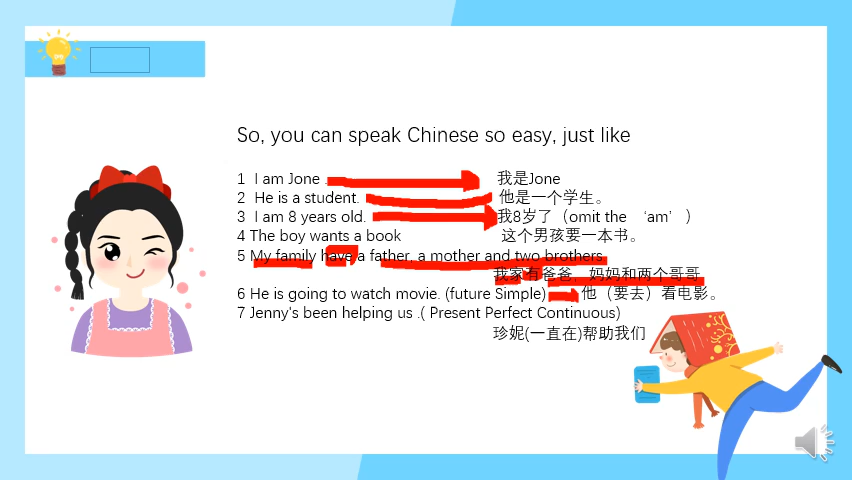 So, you can speak Chinese so easy, just like
1 I am Jone . 我是Jone
2 He is a student. 他是一个学生。
3 I am 8 years old. 我8岁了（omit the ‘am’）
4 The boy wants a book 这个男孩要一本书。
5 My family have a father, a mother and two brothers.
我家有爸爸，妈妈和两个哥哥
6 He is going to watch movie. (future Simple) 他（要去）看电影。
7 Jenny's been helping us .( Present Perfect Continuous)
珍妮(一直在)帮助我们